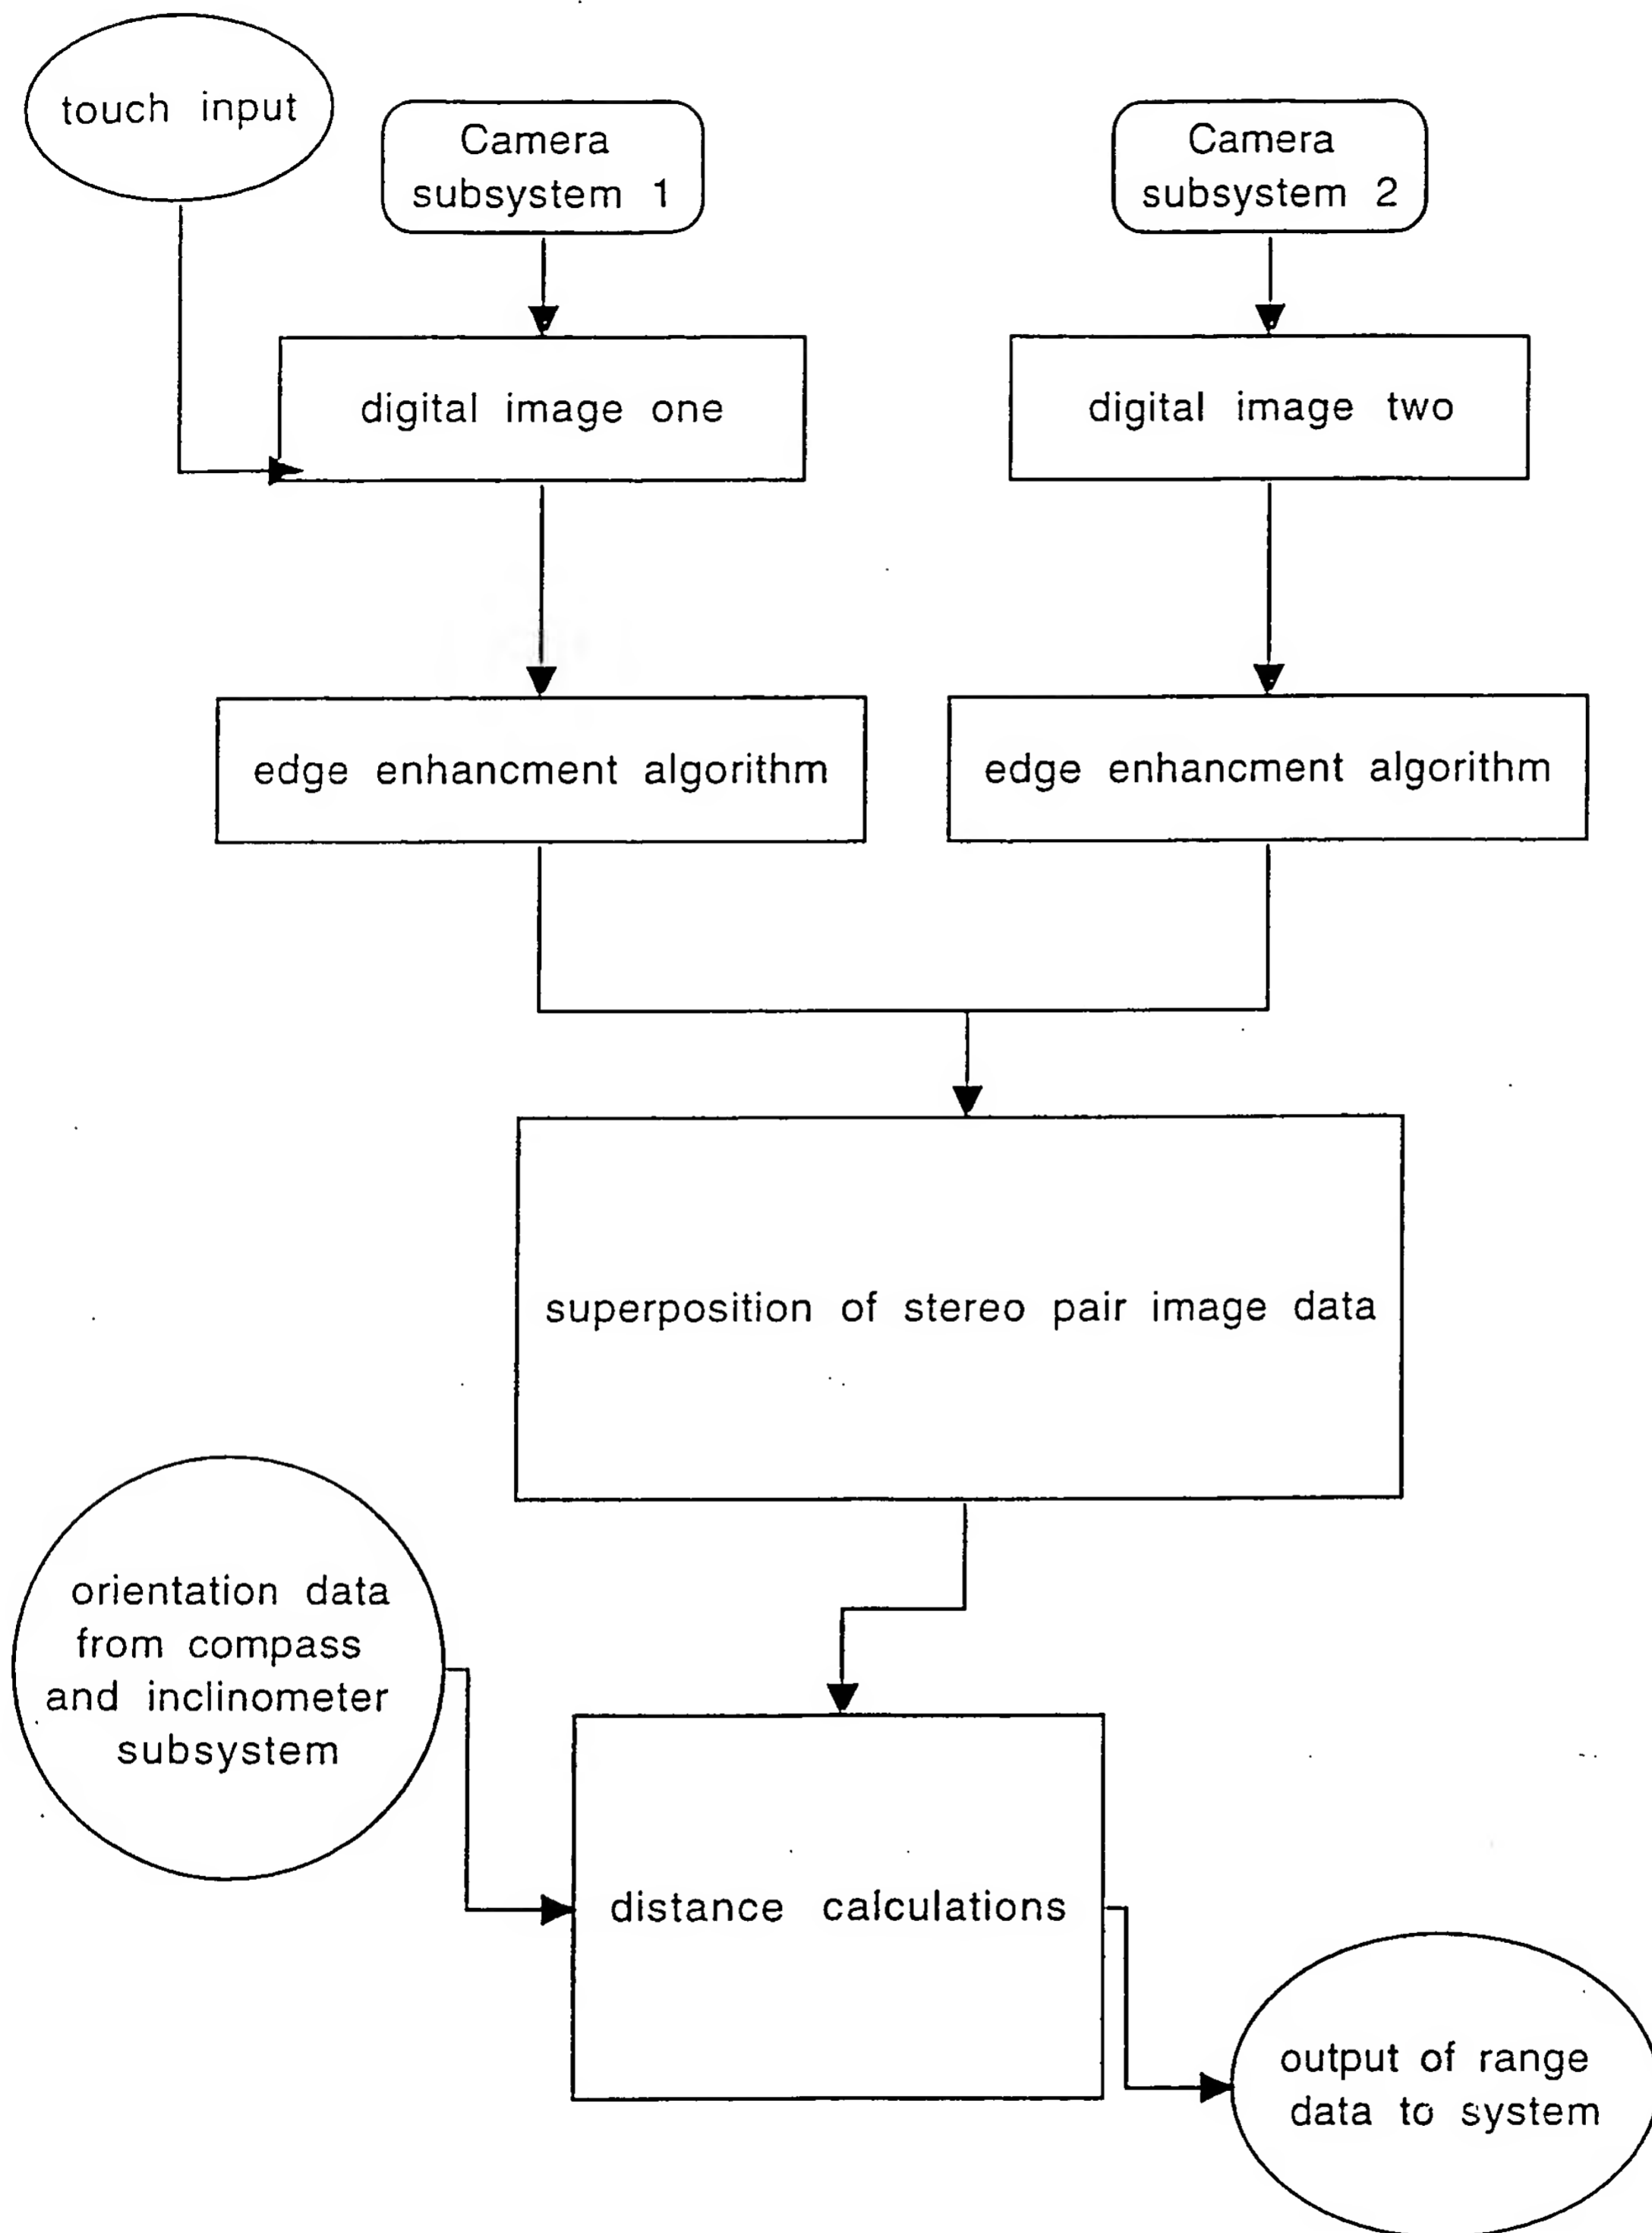 touch input
Camera
subsystem 1
Camera
subsystem 2
digital image one
digital image two
edge enhancment algorithm
edge enhancment algorithm
superposition of stereo pair image data
orientation data
from compass
and inclinometer
subsystem
distance calculations
output of range
data to system